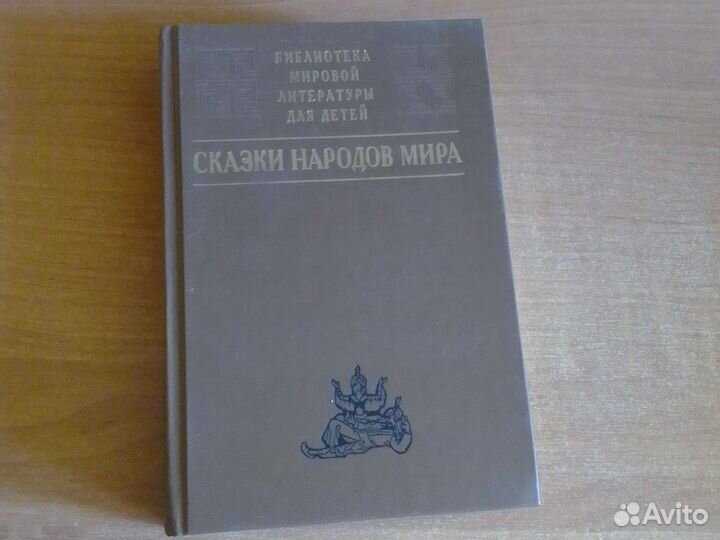 БИБЛИОТЕКА
МИРОВОЙ
ЛИТЕРАТУРЫ
ДЛЯ ДЕТЕЙ
СКАЗКИ НАРОДОВ МИРА
Avito